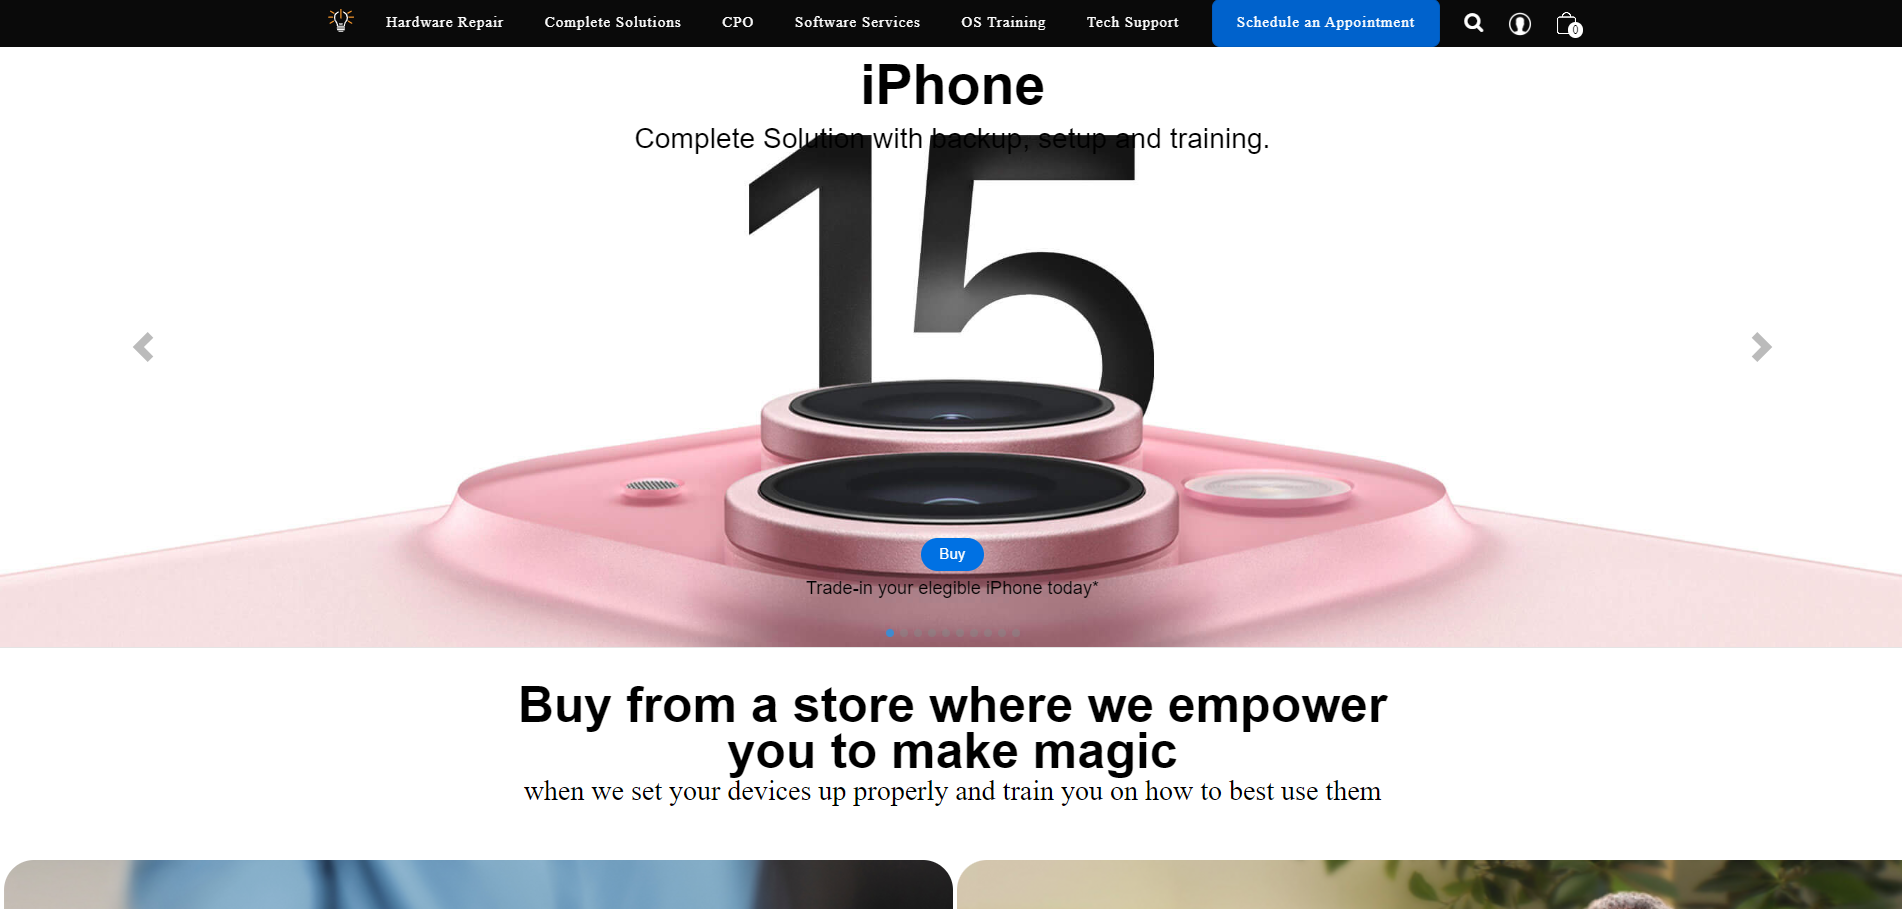 Hardware Repair Complete Solutions CPO Software Services OS Training Tech Support Schedule an Appointment 0
iPhone
Complete Solution with backup, setup and training.
15
Buy
Trade-in your elegible iPhone today*
Buy from a store where we empower
you to make magic
when we set your devices up properly and train you on how to best use them